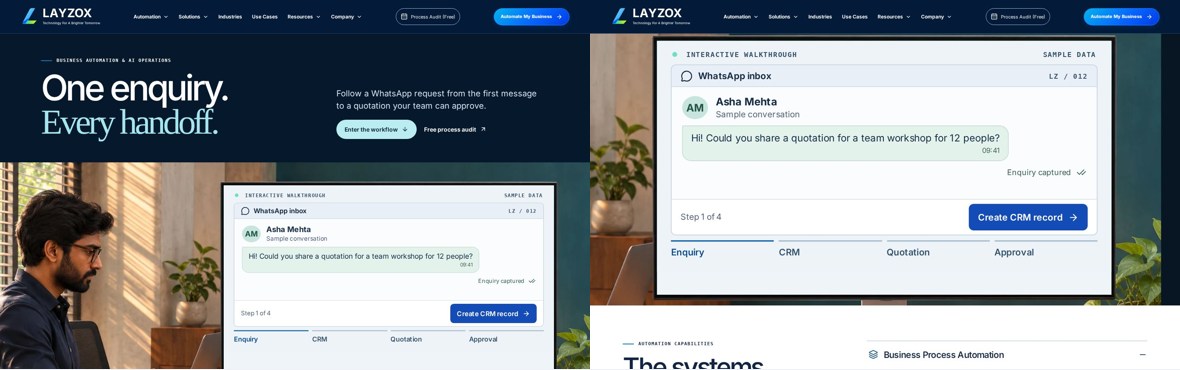 LAYZOX
Technology For A Brighter Tomorrow
Automation
Solutions
Industries
Use Cases
Resources
Company
Process Audit (Free)
Automate My Business
BUSINESS AUTOMATION & AI OPERATIONS
One enquiry.
Every handoff.
Follow a WhatsApp request from the first message
to a quotation your team can approve.
Enter the workflow
Free process audit
INTERACTIVE WALKTHROUGH
SAMPLE DATA
WhatsApp inbox
LZ / 012
AM
Asha Mehta
Sample conversation
Hi! Could you share a quotation for a team workshop for 12 people?
09:41
Enquiry captured
Step 1 of 4
Create CRM record
Enquiry
CRM
Quotation
Approval
LAYZOX
Technology For A Brighter Tomorrow
Automation
Solutions
Industries
Use Cases
Resources
Company
Process Audit (Free)
Automate My Business
INTERACTIVE WALKTHROUGH
SAMPLE DATA
WhatsApp inbox
LZ / 012
AM
Asha Mehta
Sample conversation
Hi! Could you share a quotation for a team workshop for 12 people?
09:41
Enquiry captured
Step 1 of 4
Create CRM record
Enquiry
CRM
Quotation
Approval
AUTOMATION CAPABILITIES
The systems
Business Process Automation